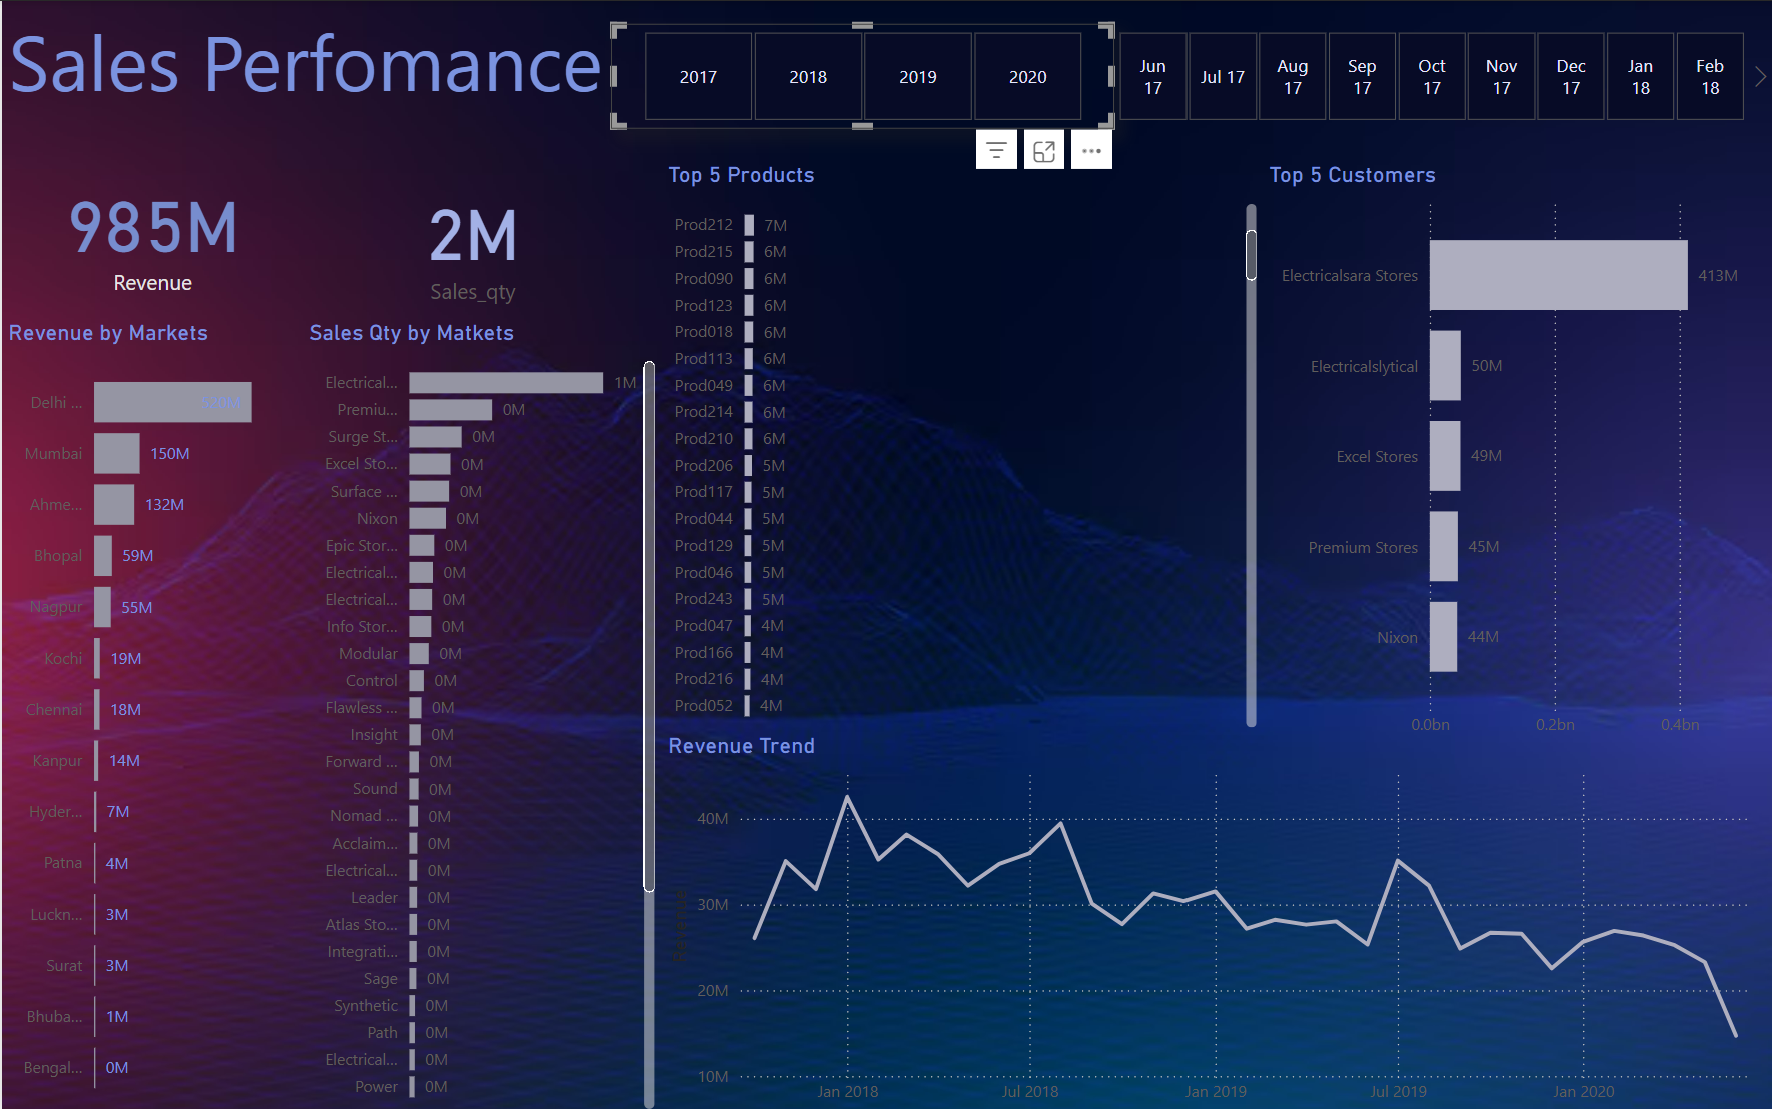 Sales Perfomance
2017
2018
2019
2020
Jun 17
Jul 17
Aug 17
Sep 17
Oct 17
Nov 17
Dec 17
Jan 18
Feb 18
985M
Revenue
2M
Sales_qty
Revenue by Markets
Delhi ...
Mumbai 150M
Ahme... 132M
Bhopal 59M
Nagpur 55M
Kochi 19M
Chennai 18M
Kanpur 14M
Hyder... 7M
Patna 4M
Luckn... 3M
Surat 3M
Bhuba... 1M
Bengal... 0M
Sales Qty by Matkets
Electrical... 1M
Premiu... 0M
Surge St... 0M
Excel Sto... 0M
Surface ... 0M
Nixon 0M
Epic Stor... 0M
Electrical... 0M
Electrical... 0M
Info Stor... 0M
Modular 0M
Control 0M
Flawless ... 0M
Insight 0M
Forward ... 0M
Sound 0M
Nomad ... 0M
Acclaim... 0M
Electrical... 0M
Leader 0M
Atlas Sto... 0M
Integrati... 0M
Sage 0M
Synthetic 0M
Path 0M
Electrical... 0M
Power 0M
Top 5 Products
Prod212 7M
Prod215 6M
Prod090 6M
Prod123 6M
Prod018 6M
Prod113 6M
Prod049 6M
Prod214 6M
Prod210 6M
Prod206 5M
Prod117 5M
Prod044 5M
Prod129 5M
Prod046 5M
Prod243 5M
Prod047 4M
Prod166 4M
Prod216 4M
Prod052 4M
Top 5 Customers
Electricalsara Stores 413M
Electricalslytical 50M
Excel Stores 49M
Premium Stores 45M
Nixon 44M
0.0bn 0.2bn 0.4bn
Revenue Trend
Revenue
40M
30M
20M
10M
Jan 2018 Jul 2018 Jan 2019 Jul 2019 Jan 2020